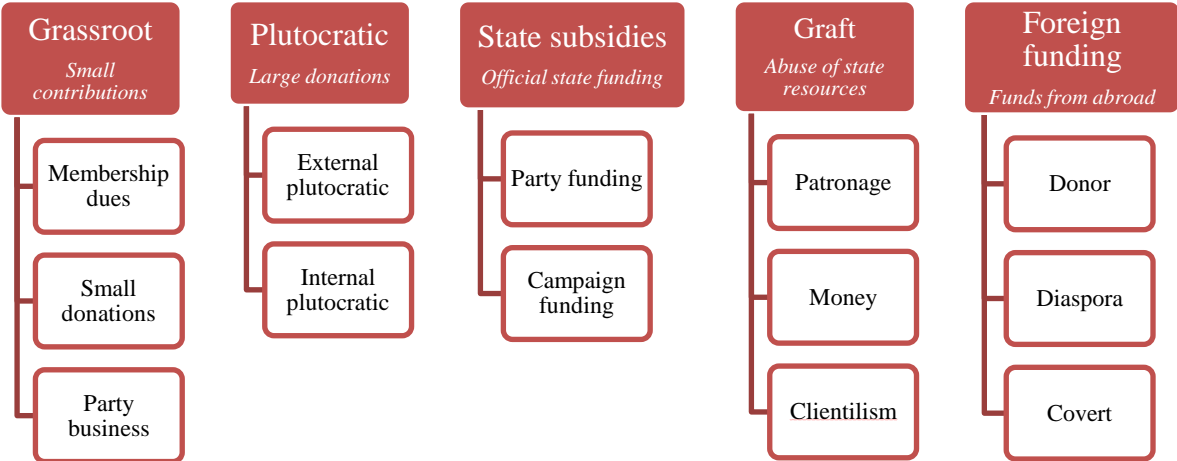 Grassroot
Small
contributions
Membership
dues
Small
donations
Party
business
Plutocratic
Large donations
External
plutocratic
Internal
plutocratic
State subsidies
Official state funding
Party funding
Campaign
funding
Graft
Abuse of state
resources
Patronage
Money
Clientilism
Foreign
funding
Funds from abroad
Donor
Diaspora
Covert